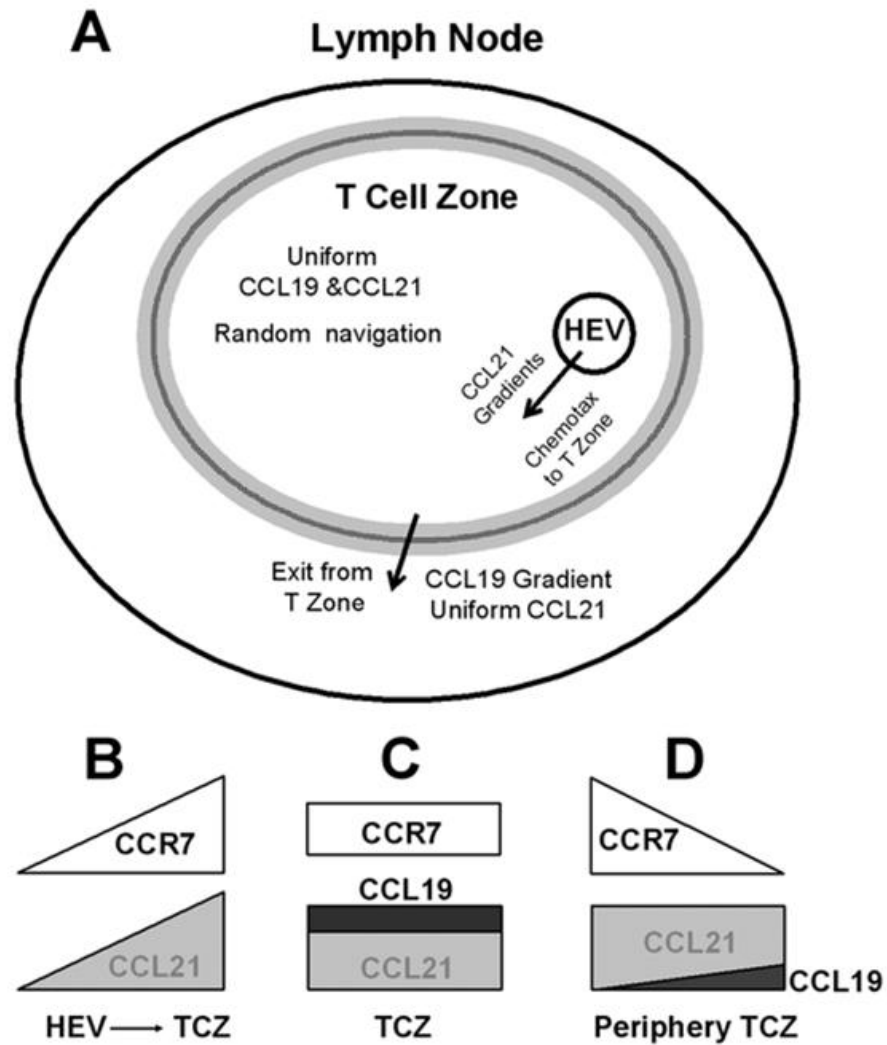 A
Lymph Node
T Cell Zone
Uniform
CCL19 &CCL21
Random navigation
HEV
CCL21
Gradients
Chemotax
to T Zone
Exit from
T Zone
CCL19 Gradient
Uniform CCL21
B
CCR7
CCL21
HEV → TCZ
C
CCR7
CCL19
CCL21
TCZ
D
CCR7
CCL21
CCL19
Periphery TCZ